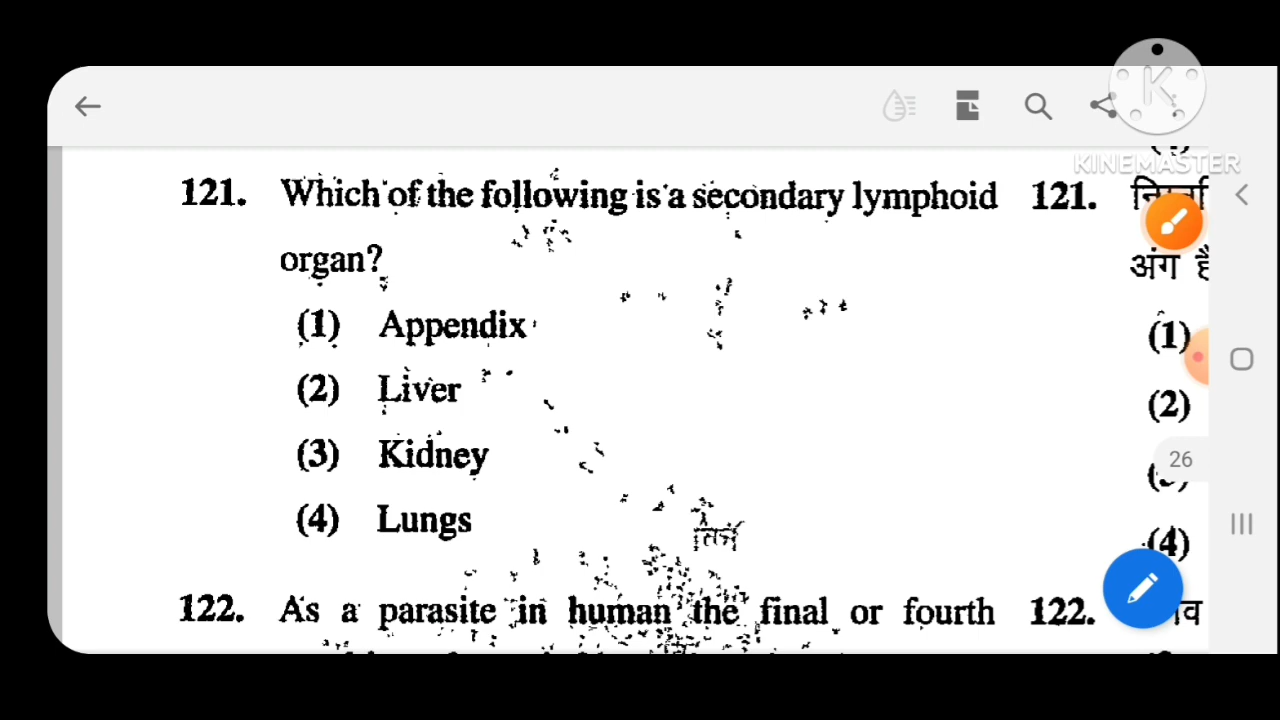 KINEMASTER
121. Which of the following is a secondary lymphoid
organ?
(1) Appendix
(2) Liver
(3) Kidney
(4) Lungs
122. As a parasite in human the final or fourth
121.
अंग है
(1)
(2)
26
(4)
122.